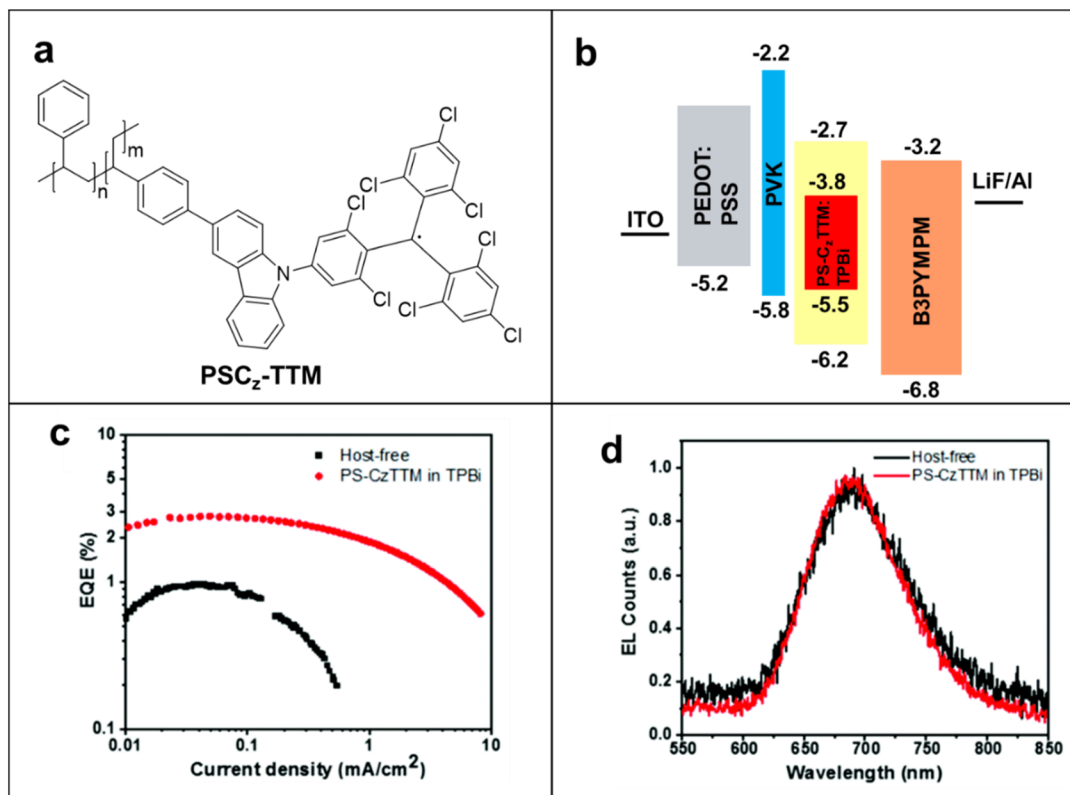 a
Cl
Cl
Cl
Cl
Cl
Cl
Cl
Cl
m
n
N
·
PSCz-TTM
b
-2.2
-2.7
-3.2
-3.8
LiF/Al
ITO
PEDOT:
PSS
PVK
PS-CzTTM:
TPBi
B3PYMPM
-5.2
-5.8
-5.5
-6.2
-6.8
c
Host-free
PS-CzTTM in TPBi
10
3
1
0.1
EQE (%)
0.01
0.1
1
10
Current density (mA/cm²)
d
Host-free
PS-CzTTM in TPBi
1.0
0.8
0.6
0.4
0.2
0.0
EL Counts (a.u.)
550
600
650
700
750
800
850
Wavelength (nm)